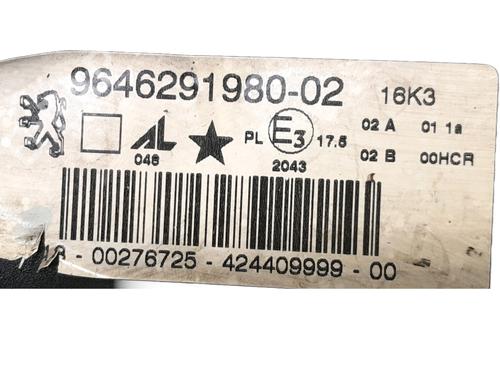 9646291980-02 16K3
AL PL E3 17.5 02 A 01 1a
046 2043 02 B 00HCR
- 00276725 - 424409999 - 00